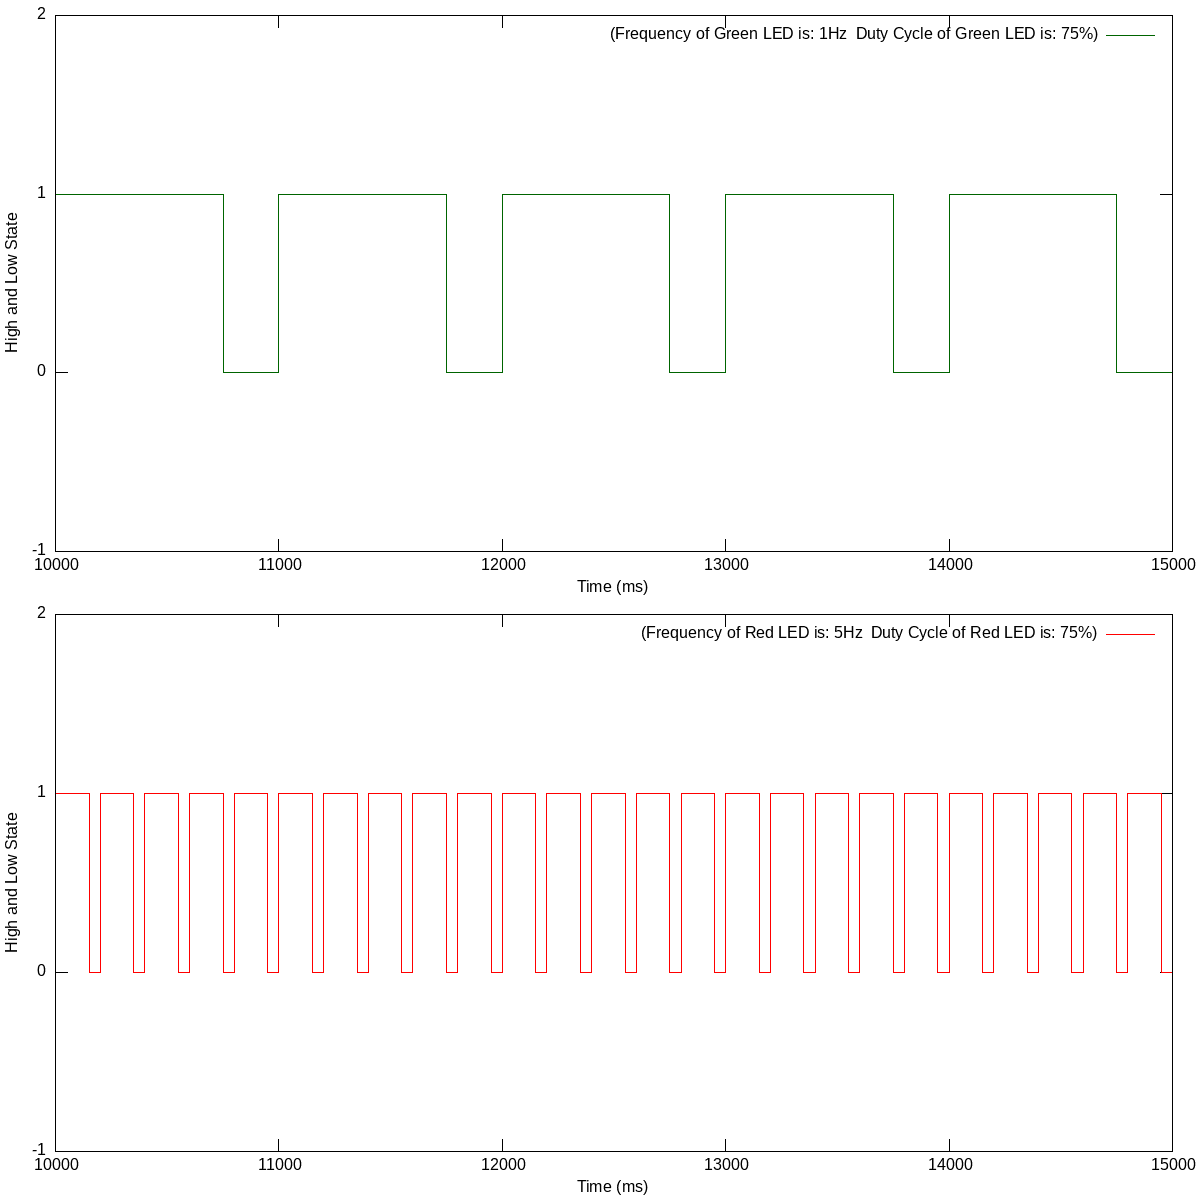 2
(Frequency of Green LED is: 1Hz  Duty Cycle of Green LED is: 75%)
1
High and Low State
0
-1
10000 11000 12000 13000 14000 15000
Time (ms)
2
(Frequency of Red LED is: 5Hz  Duty Cycle of Red LED is: 75%)
1
High and Low State
0
-1
10000 11000 12000 13000 14000 15000
Time (ms)